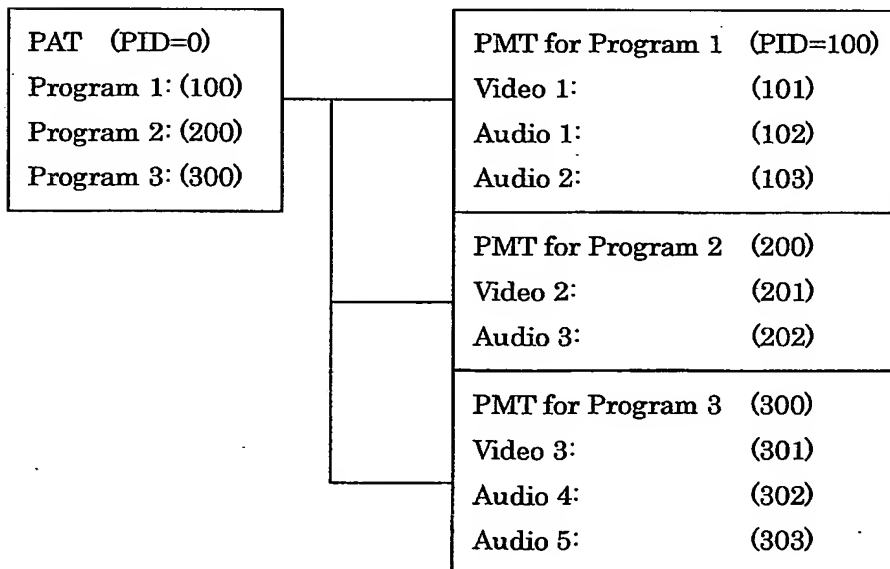 PAT (PID=0)
Program 1: (100)
Program 2: (200)
Program 3: (300)
PMT for Program 1 (PID=100)
Video 1: (101)
Audio 1: (102)
Audio 2: (103)
PMT for Program 2 (200)
Video 2: (201)
Audio 3: (202)
PMT for Program 3 (300)
Video 3: (301)
Audio 4: (302)
Audio 5: (303)